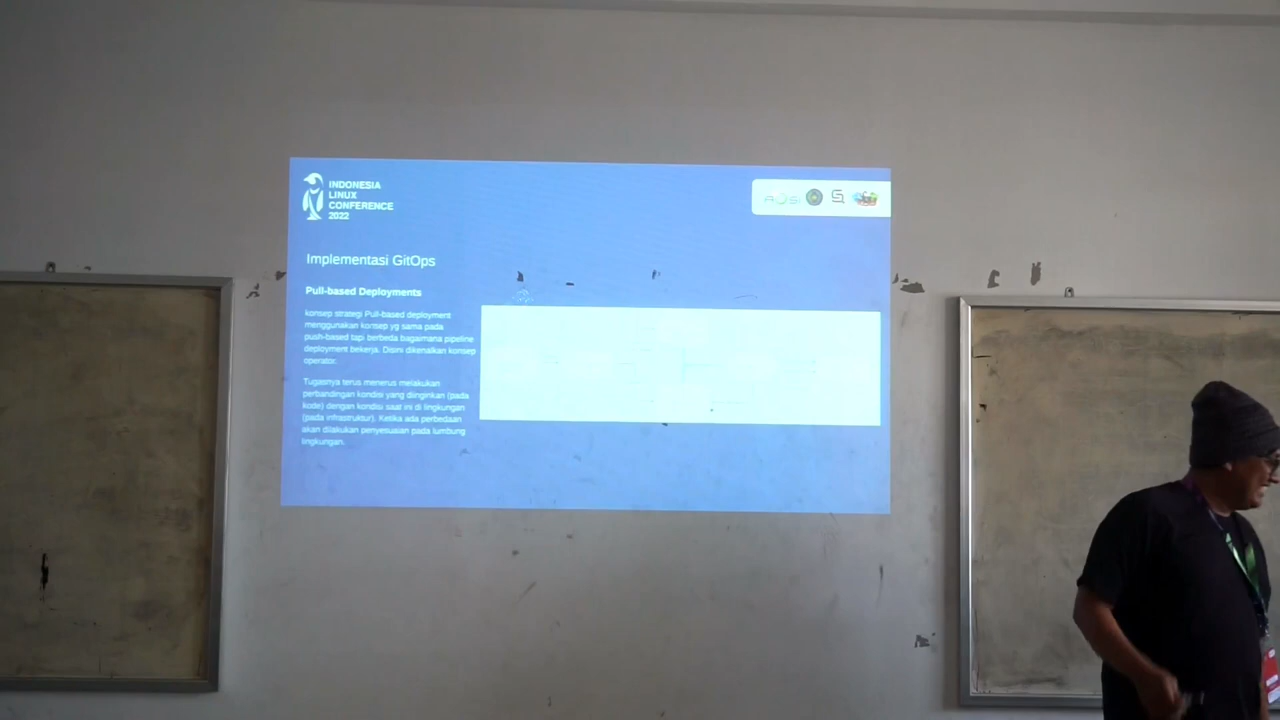 INDONESIA
LINUX
CONFERENCE
2022
Implementasi GitOps
Pull-based Deployments
konsep strategi Pull-based deployment
menggunakan konsep yg sama pada
push-based tapi berbeda bagaimana pipeline
deployment bekerja. Disini dikenalkan konsep
operator.
Tugasnya terus menerus melakukan
perbandingan kondisi yang diinginkan (pada
kode) dengan kondisi saat ini di lingkungan
(pada infrastruktur). Ketika ada perbedaan
akan dilakukan penyesuaian pada lumbung
lingkungan.